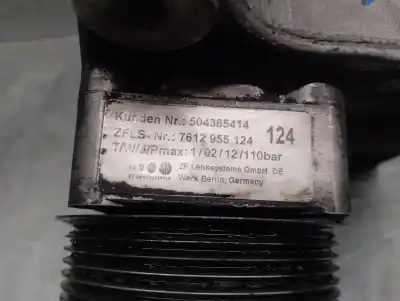 Kunden Nr.: 504385414
ZFLS- Nr.: 7612 955 124 124
T/W/J/Pmax: 1/02/12/110bar
ZF Lenksysteme GmbH DE
Werk Berlin, Germany